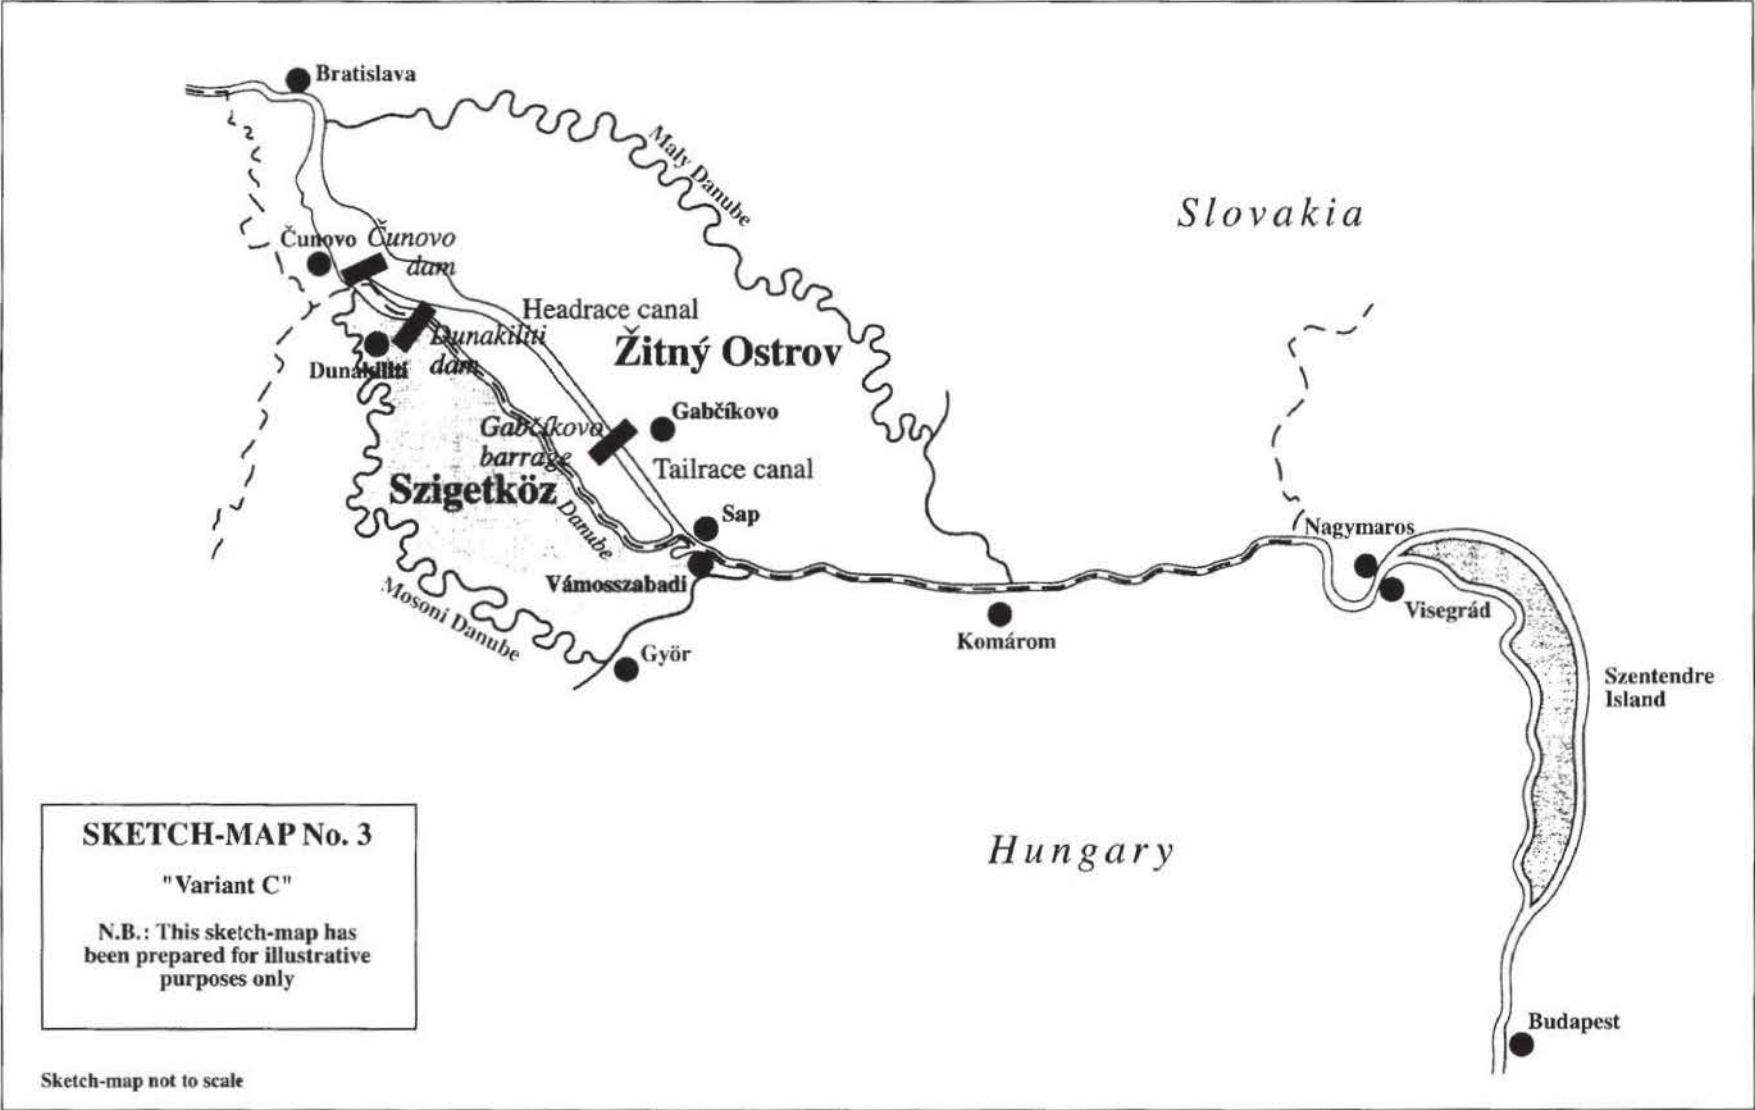 Bratislava
Maly Danube
Slovakia
Čunovo
Čunovo
dam
Headrace canal
Dunakiliti
dam
Žitný Ostrov
Dunakiliti
Gabčíkovo
Gabčíkovo
barrage
Tailrace canal
Szigetköz
Danube
Sap
Nagymaros
Vámosszabadi
Mosoni Danube
Visegrád
Komárom
Györ
Szentendre
Island
SKETCH-MAP No. 3
"Variant C"
N.B.: This sketch-map has
been prepared for illustrative
purposes only
Hungary
Budapest
Sketch-map not to scale